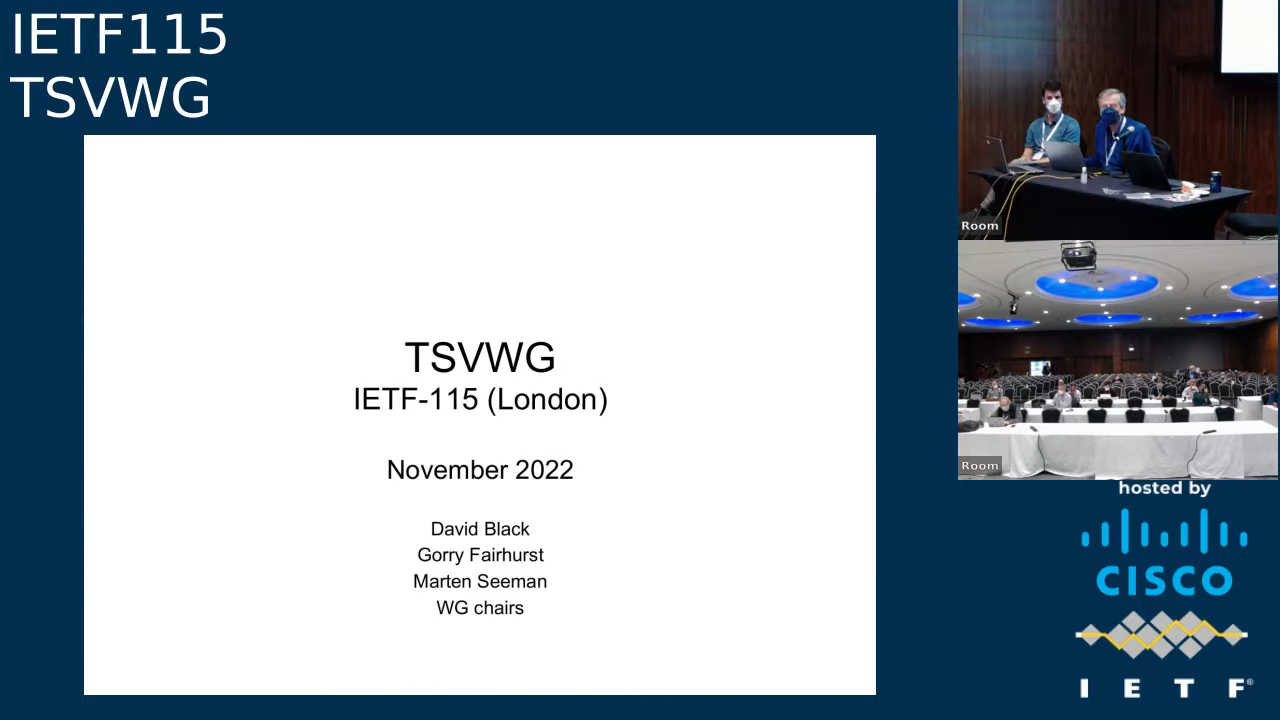 IETF115
TSVWG
TSVWG
IETF-115 (London)
November 2022
David Black
Gorry Fairhurst
Marten Seeman
WG chairs
Room
Room
hosted by
CISCO
I E T F®